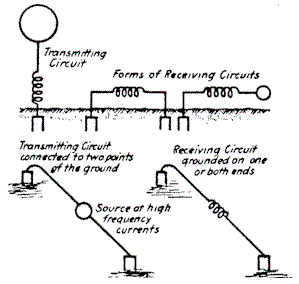 Transmitting
Circuit
Forms of Receiving Circuits
Transmitting Circuit
connected to two points
of the ground
Receiving Circuit
grounded on one
or both ends
Source of high
frequency
currents